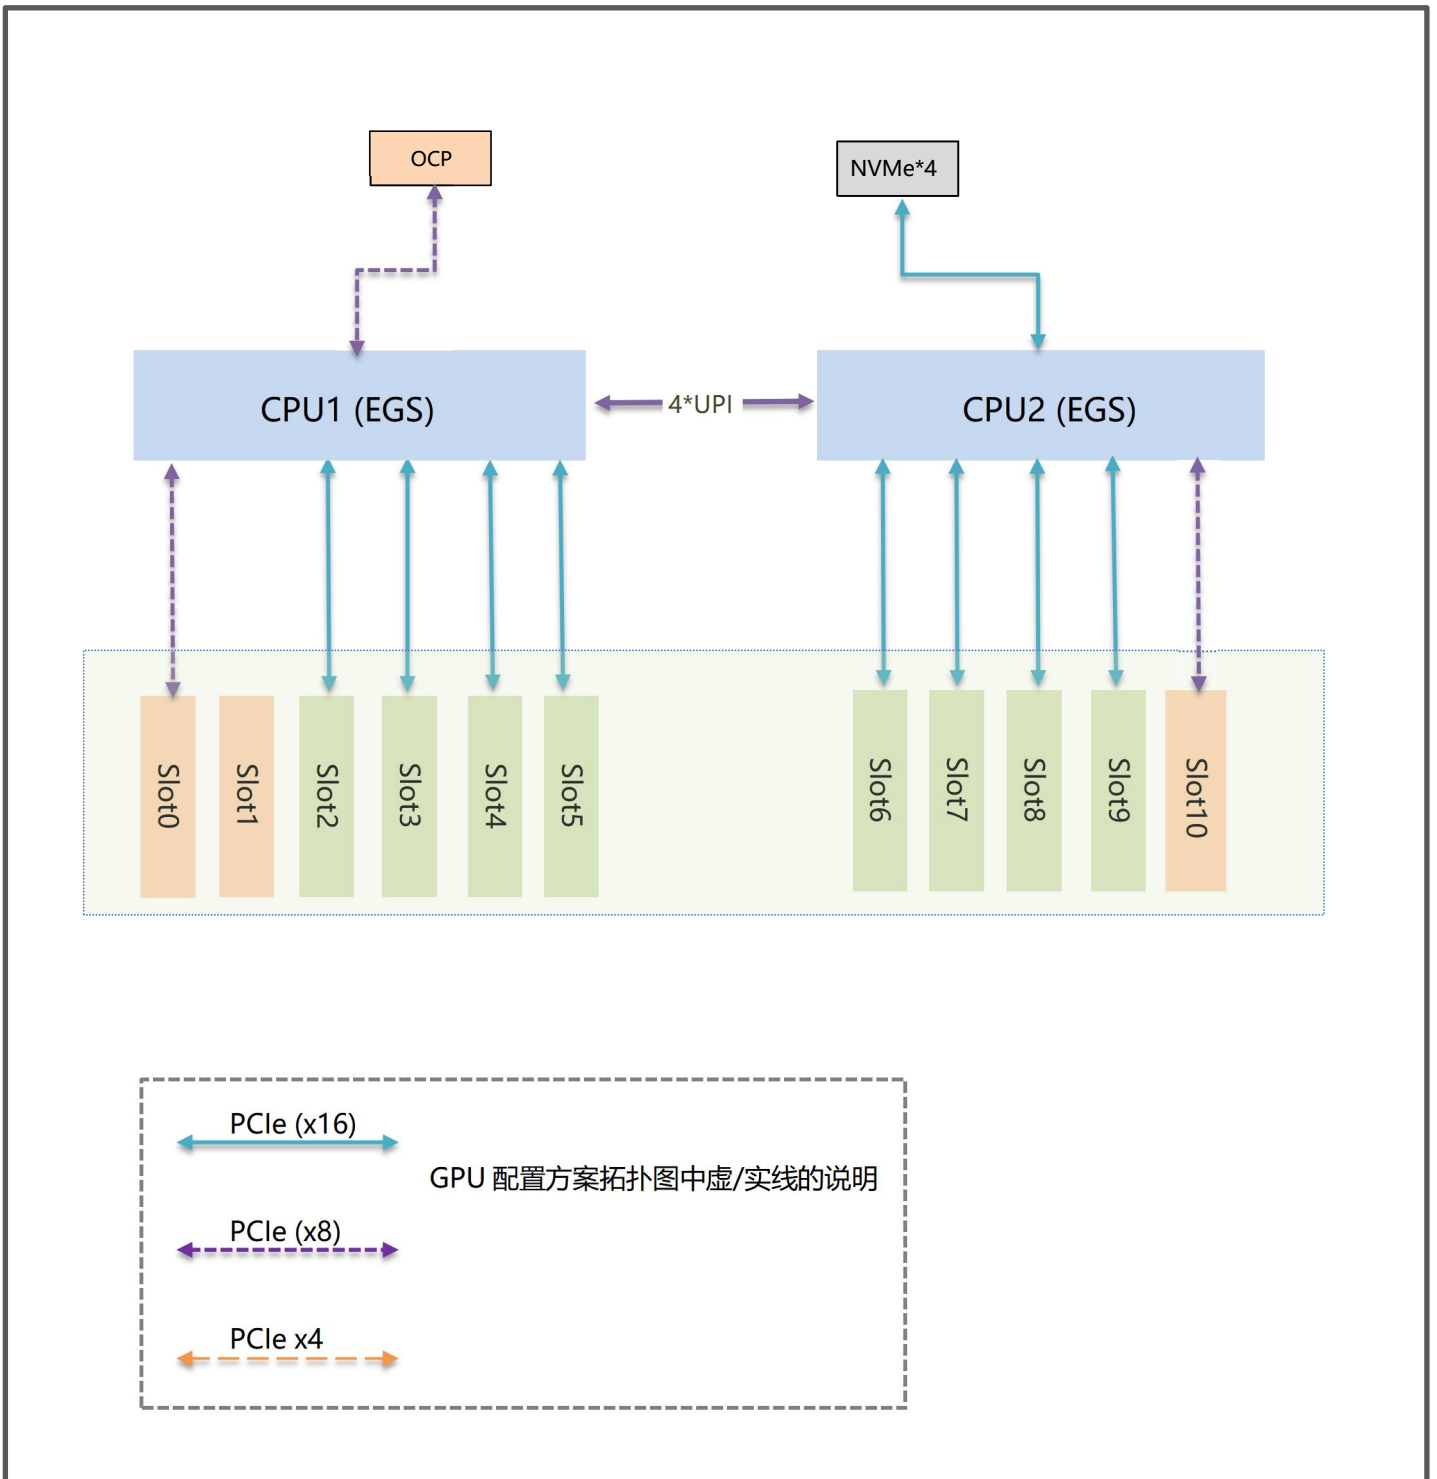 OCP
NVMe*4
CPU1 (EGS)
4*UPI
CPU2 (EGS)
Slot0
Slot1
Slot2
Slot3
Slot4
Slot5
Slot6
Slot7
Slot8
Slot9
Slot10
PCIe (x16)
GPU 配置方案拓扑图中虚/实线的说明
PCIe (x8)
PCIe x4